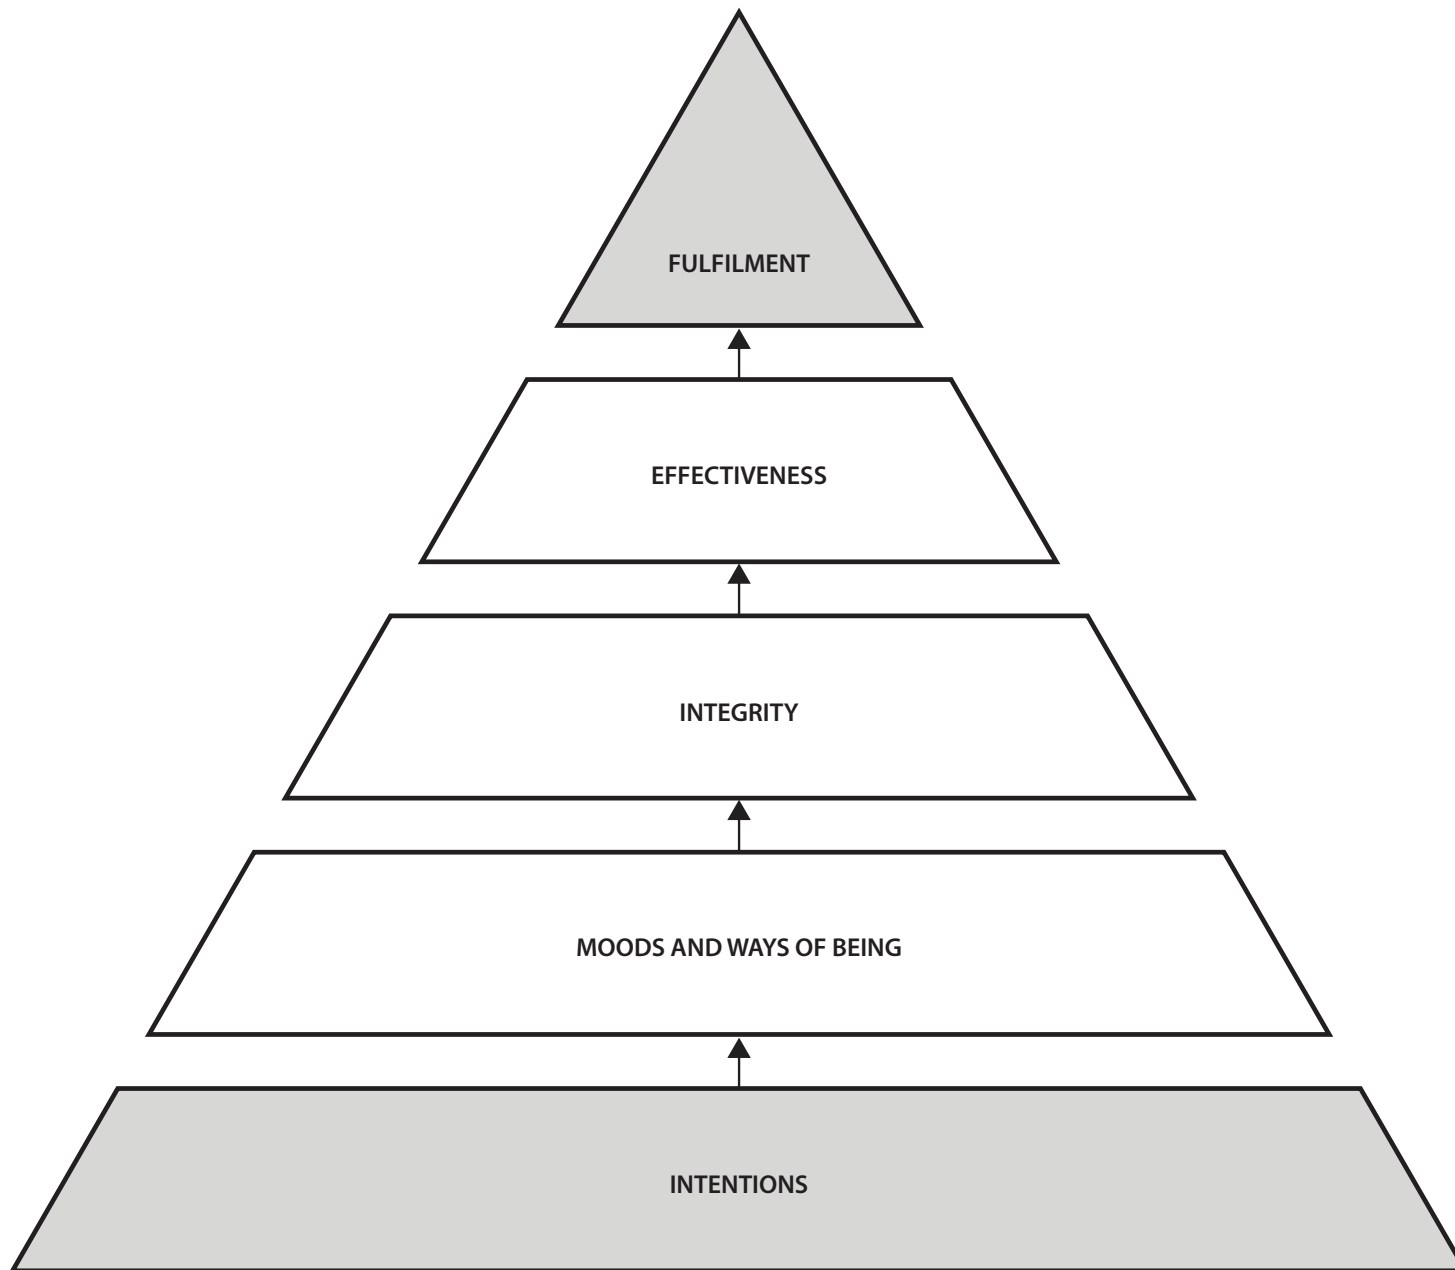 FULFILMENT
EFFECTIVENESS
INTEGRITY
MOODS AND WAYS OF BEING
INTENTIONS